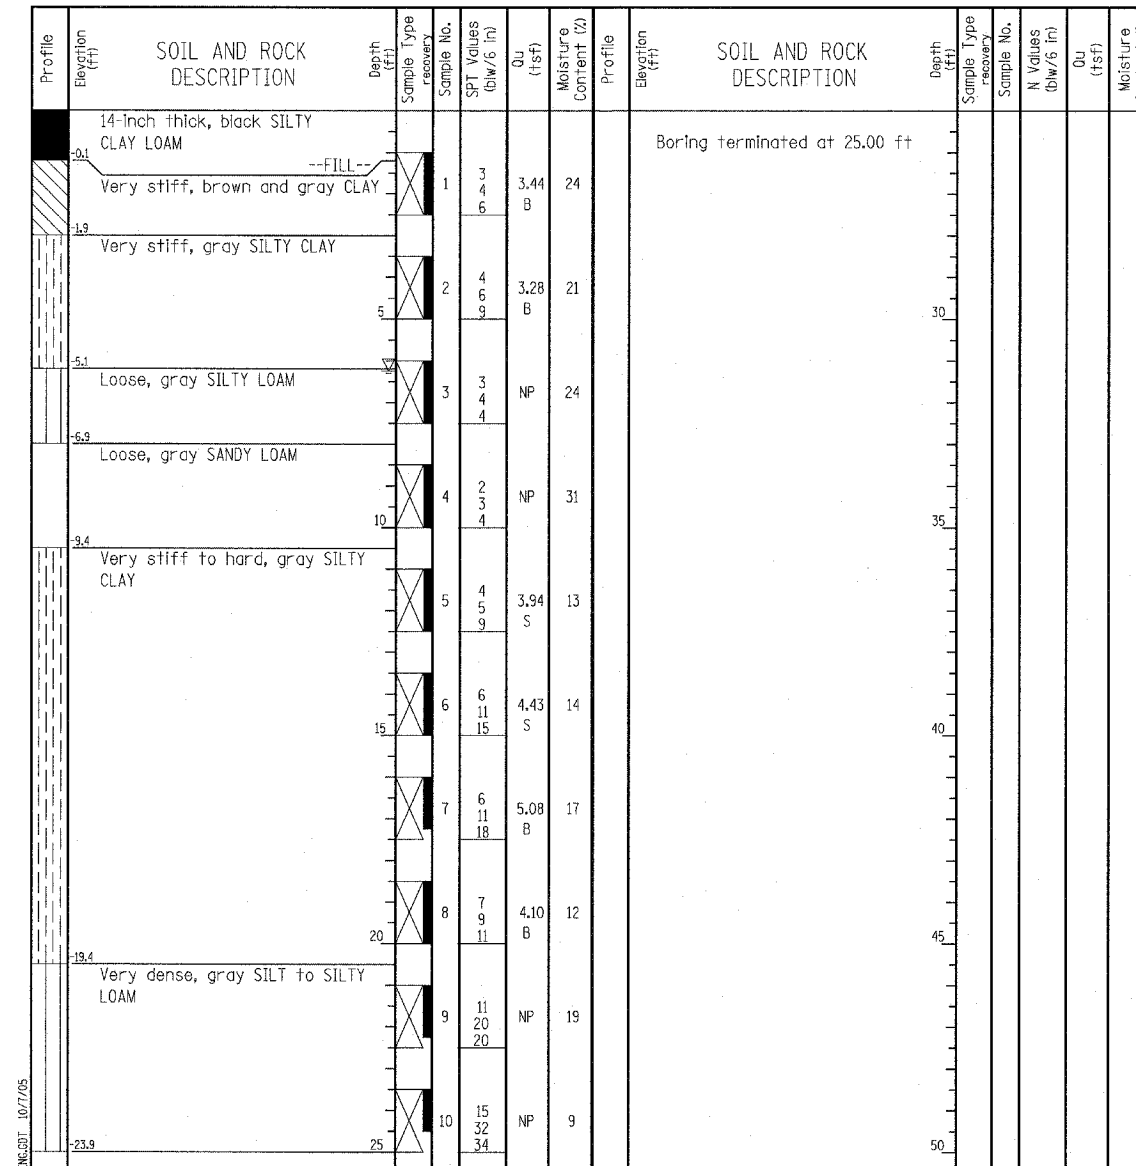 Profile
Elevation
(ft)
SOIL AND ROCK
DESCRIPTION
Depth
(ft)
Sample Type
recovery
Sample No.
SPT Values
(blw/6 in)
Qu
(tsf)
Moisture
Content (%)
Profile
Elevation
(ft)
SOIL AND ROCK
DESCRIPTION
Depth
(ft)
Sample Type
recovery
Sample No.
N Values
(blw/6 in)
Qu
(tsf)
Moisture
14-inch thick, black SILTY
CLAY LOAM
-0.1
--FILL--
Very stiff, brown and gray CLAY
1
3
4
6
3.44
B
24
-1.9
Very stiff, gray SILTY CLAY
2
4
6
9
3.28
B
21
5
-5.1
Loose, gray SILTY LOAM
3
3
4
4
NP
24
-6.9
Loose, gray SANDY LOAM
4
2
3
4
NP
31
10
-9.4
Very stiff to hard, gray SILTY
CLAY
5
4
5
9
3.94
S
13
6
6
11
15
4.43
S
14
15
7
6
11
18
5.08
B
17
8
7
9
11
4.10
B
12
20
-19.4
Very dense, gray SILT to SILTY
LOAM
9
11
20
20
NP
19
10
15
32
34
NP
9
-23.9
25
Boring terminated at 25.00 ft
30
35
40
45
50
NG.GDT 10/7/05